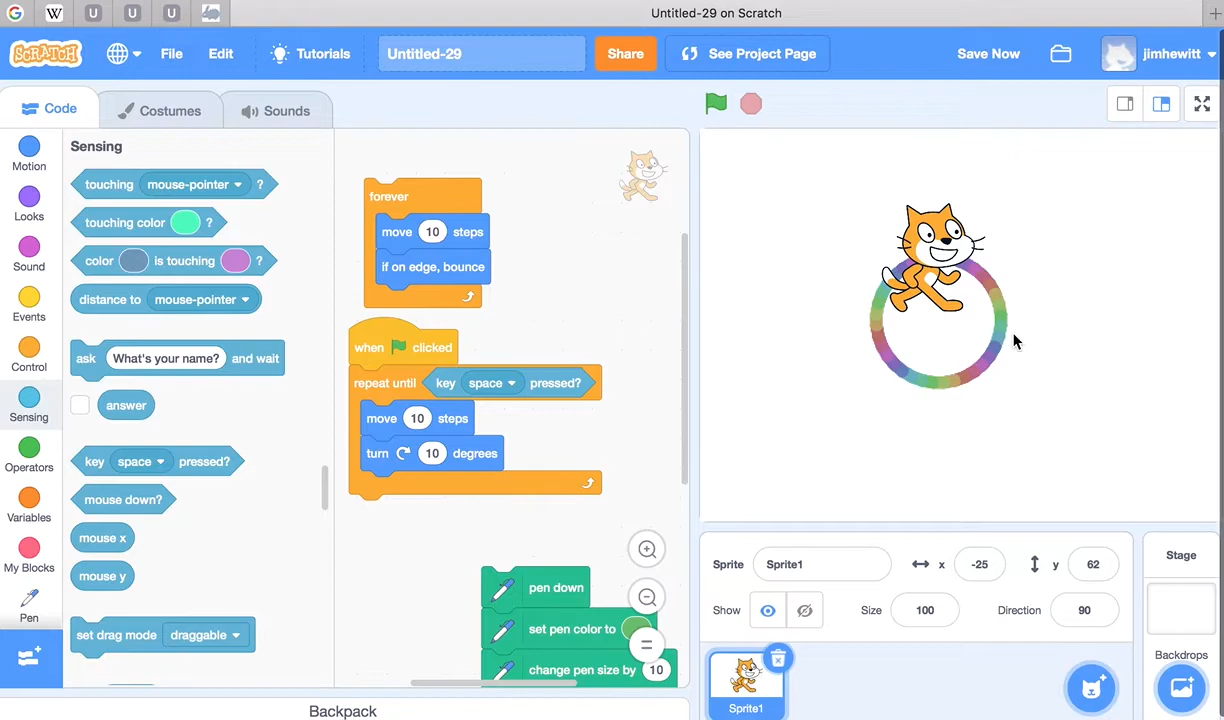 Untitled-29 on Scratch
G W U U U
SCRATCH File Edit Tutorials Untitled-29 Share See Project Page Save Now jimhewitt
Code Costumes Sounds
Motion
Looks
Sound
Events
Control
Sensing
Operators
Variables
My Blocks
Pen
Sensing
touching mouse-pointer ?
touching color ?
color is touching ?
distance to mouse-pointer
ask What's your name? and wait
answer
key space pressed?
mouse down?
mouse x
mouse y
set drag mode draggable
forever
move 10 steps
if on edge, bounce
when clicked
repeat until key space pressed?
move 10 steps
turn 10 degrees
pen down
set pen color to
change pen size by 10
Backpack
Sprite Sprite1 x -25 y 62
Show Size 100 Direction 90
Sprite1
Stage
Backdrops